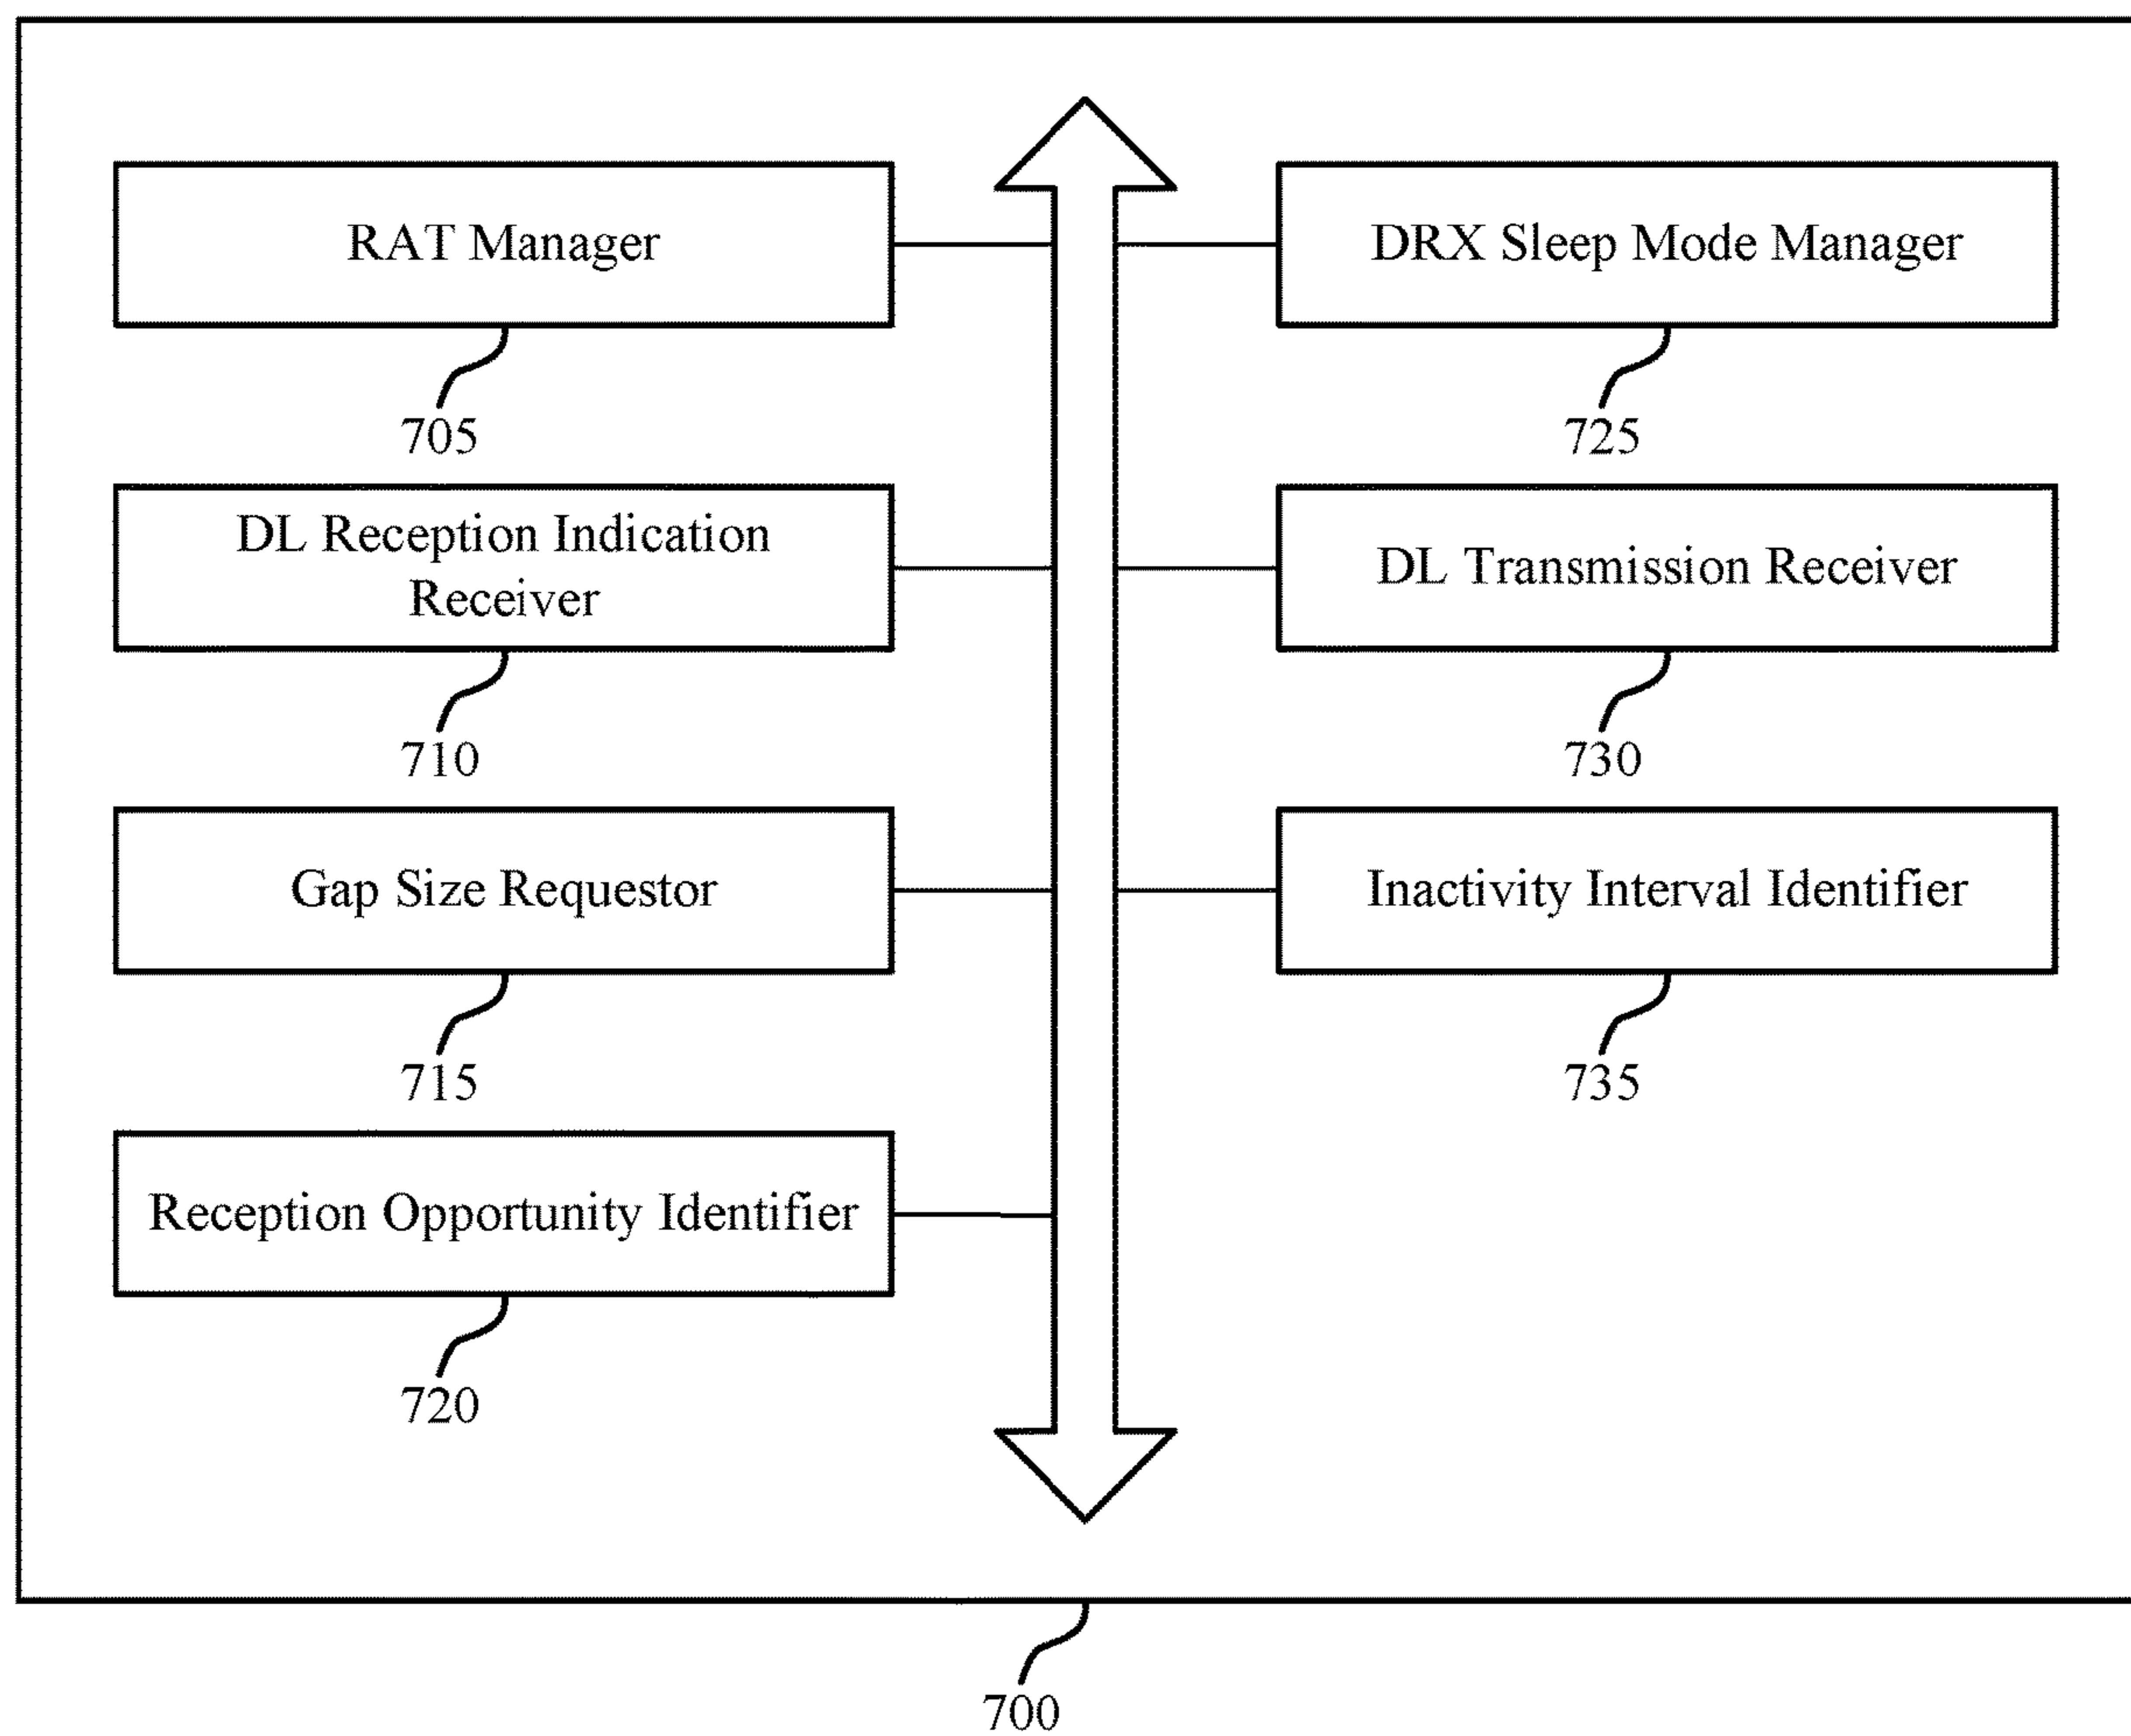 RAT Manager
705
DL Reception Indication
Receiver
710
Gap Size Requestor
715
Reception Opportunity Identifier
720
DRX Sleep Mode Manager
725
DL Transmission Receiver
730
Inactivity Interval Identifier
735
700